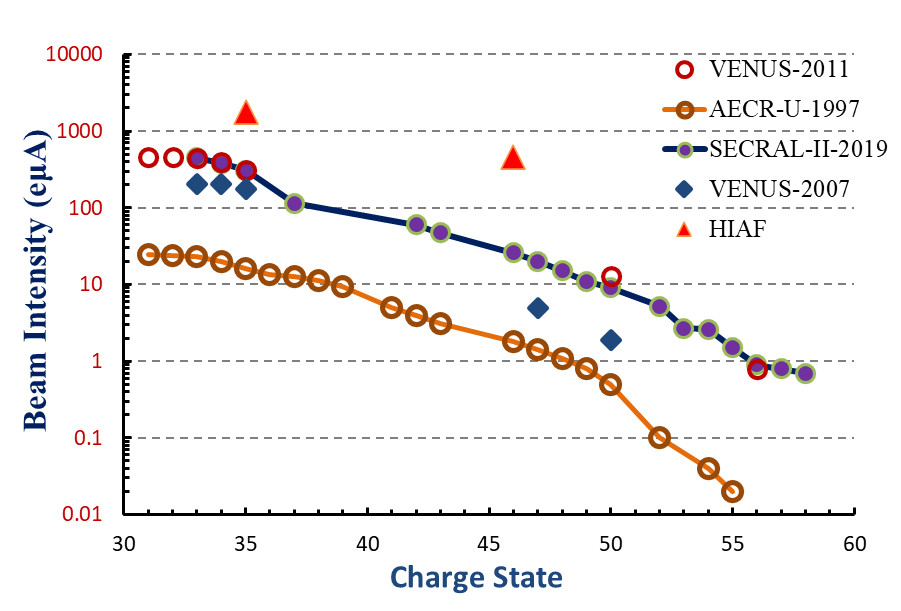 10000
1000
100
10
1
0.1
0.01
Beam Intensity (eµA)
VENUS-2011
AECR-U-1997
SECRAL-II-2019
VENUS-2007
HIAF
30 35 40 45 50 55 60
Charge State